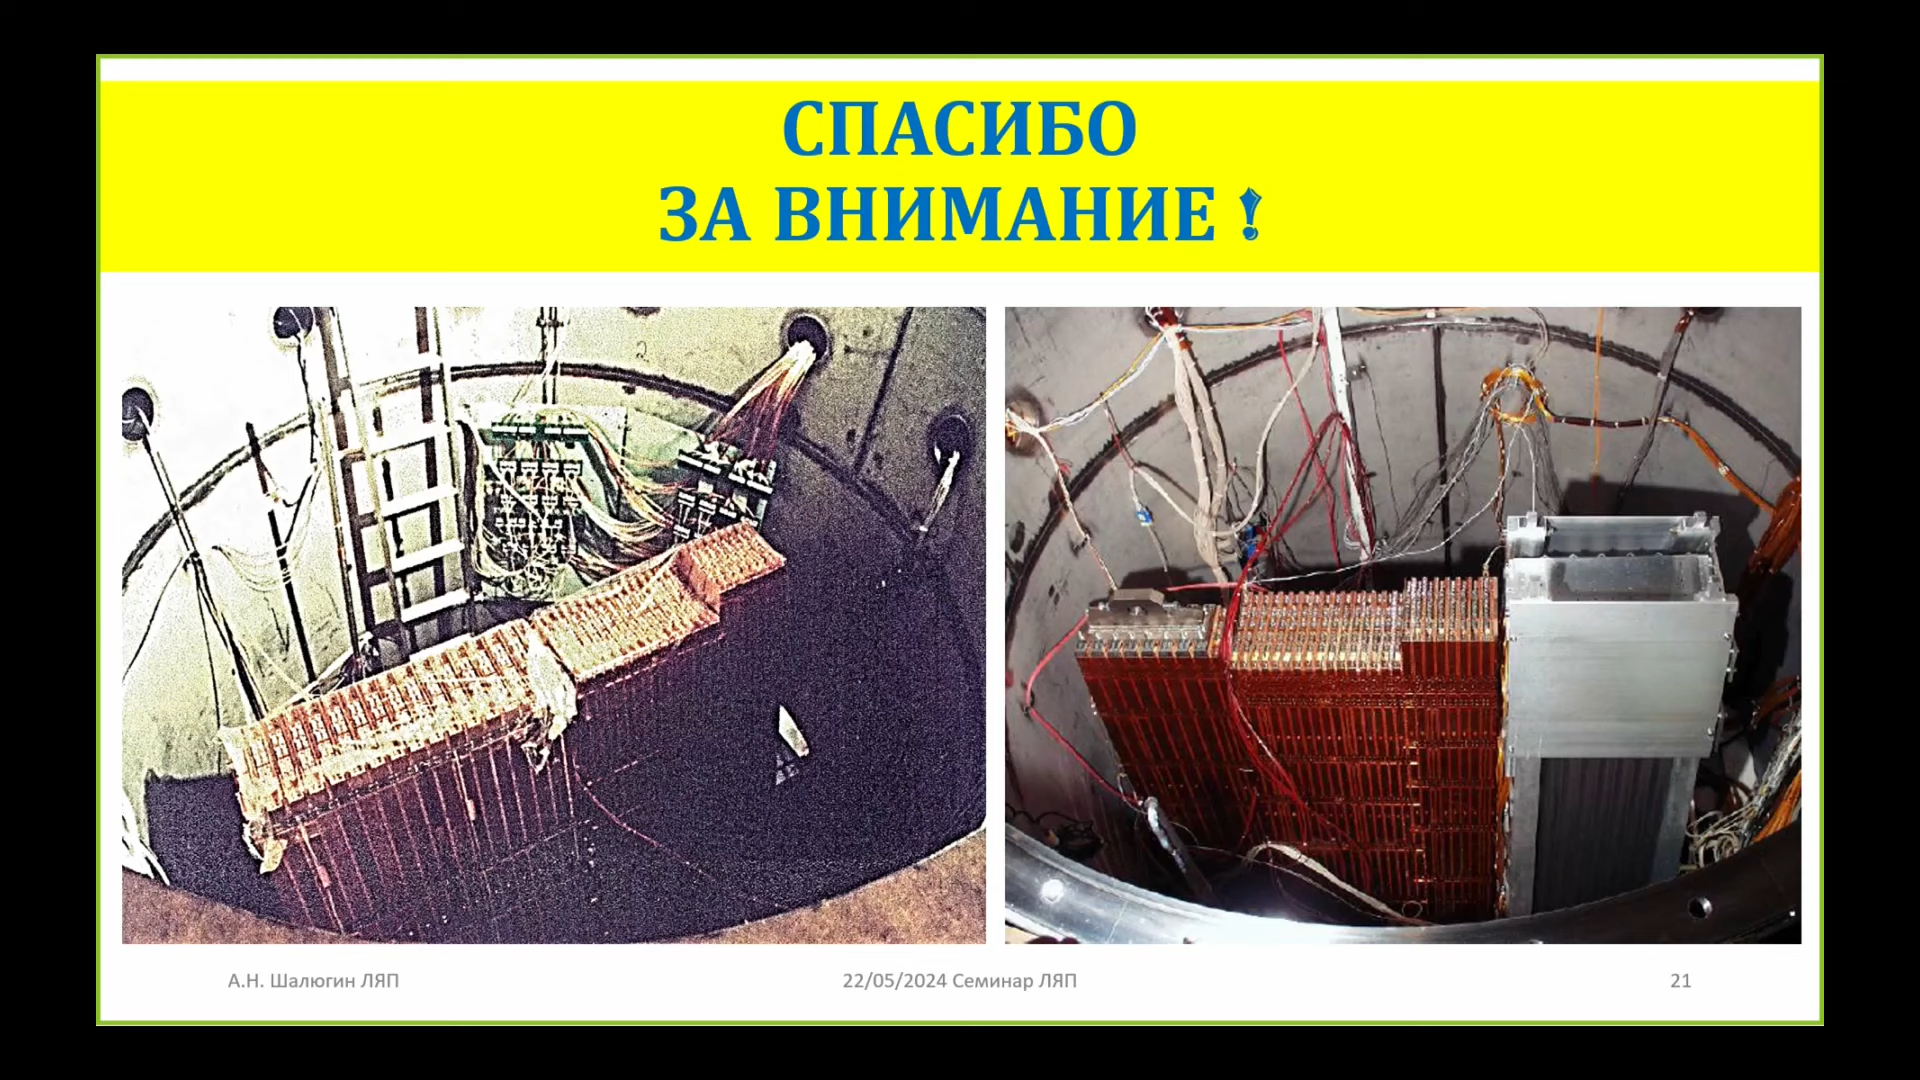 СПАСИБО
ЗА ВНИМАНИЕ !
А.Н. Шалюгин ЛЯП
22/05/2024 Семинар ЛЯП
21